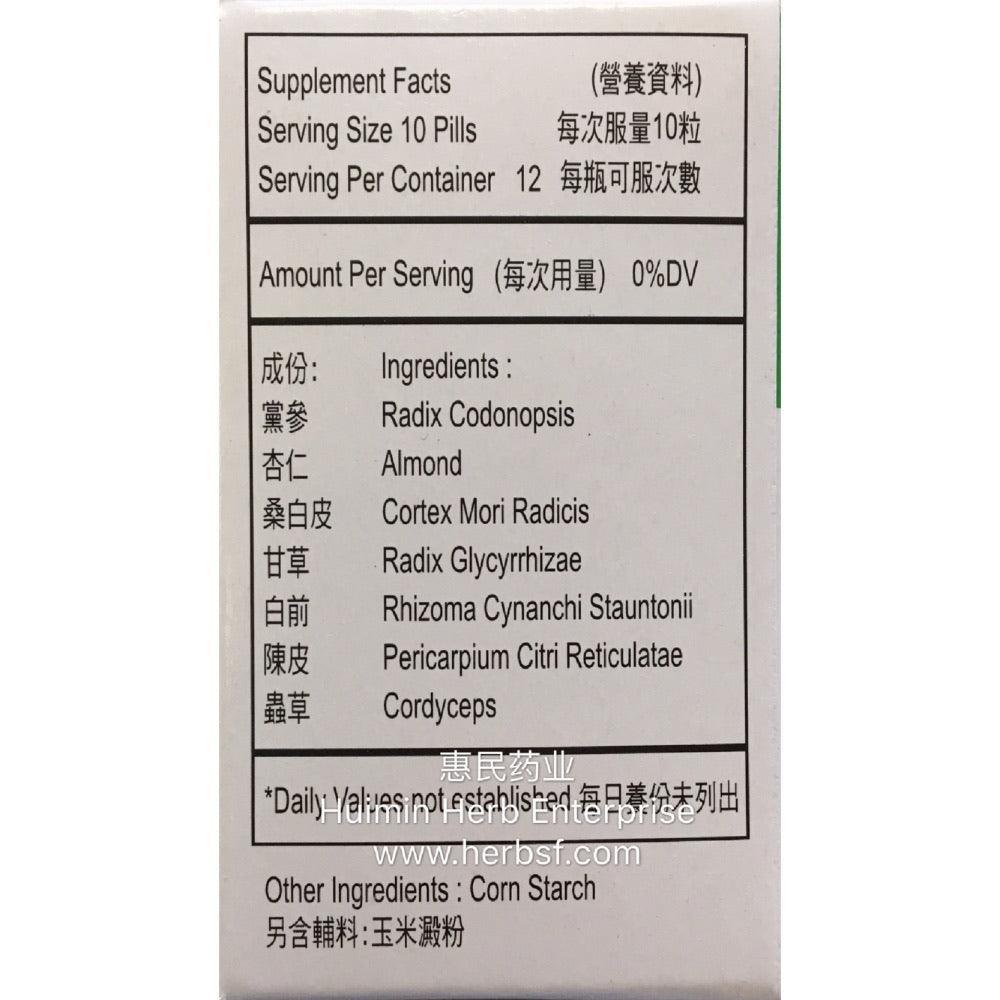 Supplement Facts (營養資料)
Serving Size 10 Pills 每次服量10粒
Serving Per Container 12 每瓶可服次數
Amount Per Serving (每次用量) 0%DV
成份: Ingredients :
黨參 Radix Codonopsis
杏仁 Almond
桑白皮 Cortex Mori Radicis
甘草 Radix Glycyrrhizae
白前 Rhizoma Cynanchi Stauntonii
陳皮 Pericarpium Citri Reticulatae
蟲草 Cordyceps
惠民药业
*Daily Values not established 每日養份未列出
Huimin Herb Enterprise
www.herbsf.com
Other Ingredients : Corn Starch
另含輔料:玉米澱粉